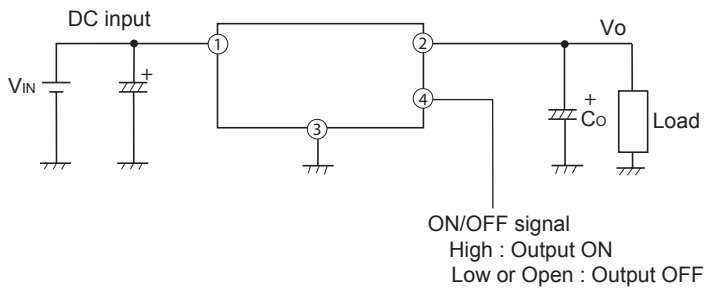 DC input
Vo
1
2
VIN
+
4
+
Co
Load
3
ON/OFF signal
High : Output ON
Low or Open : Output OFF